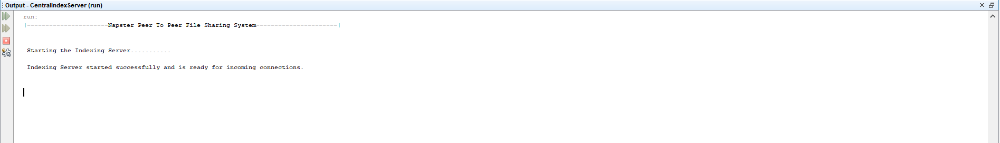 Output - CentralIndexServer (run)
run:
|----------------------Napster Peer To Peer File Sharing System----------------------|
Starting the Indexing Server...........
Indexing Server started successfully and is ready for incoming connections.